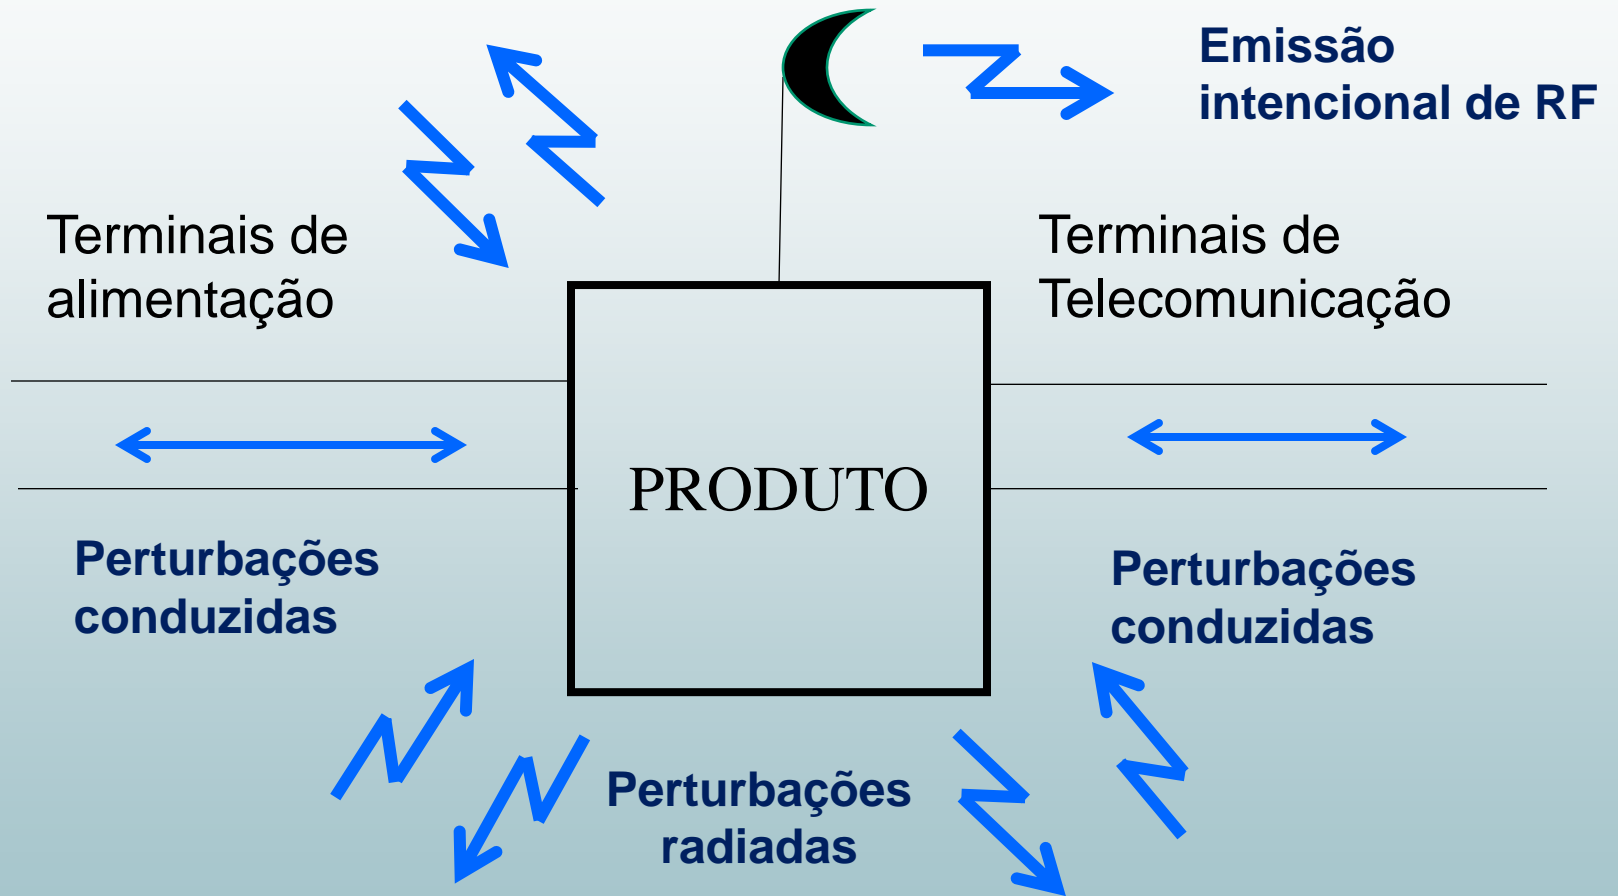 Emissão
intencional de RF
Terminais de
alimentação
Terminais de
Telecomunicação
PRODUTO
Perturbações
conduzidas
Perturbações
conduzidas
Perturbações
radiadas